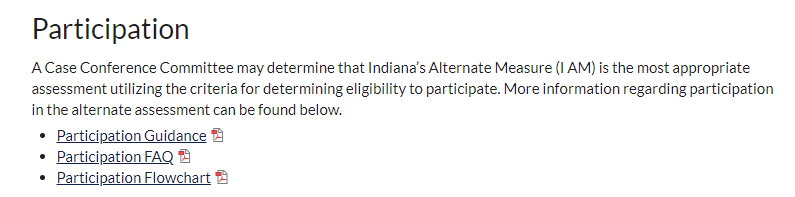 Participation
A Case Conference Committee may determine that Indiana's Alternate Measure (I AM) is the most appropriate
assessment utilizing the criteria for determining eligibility to participate. More information regarding participation
in the alternate assessment can be found below.
• Participation Guidance
• Participation FAQ
• Participation Flowchart